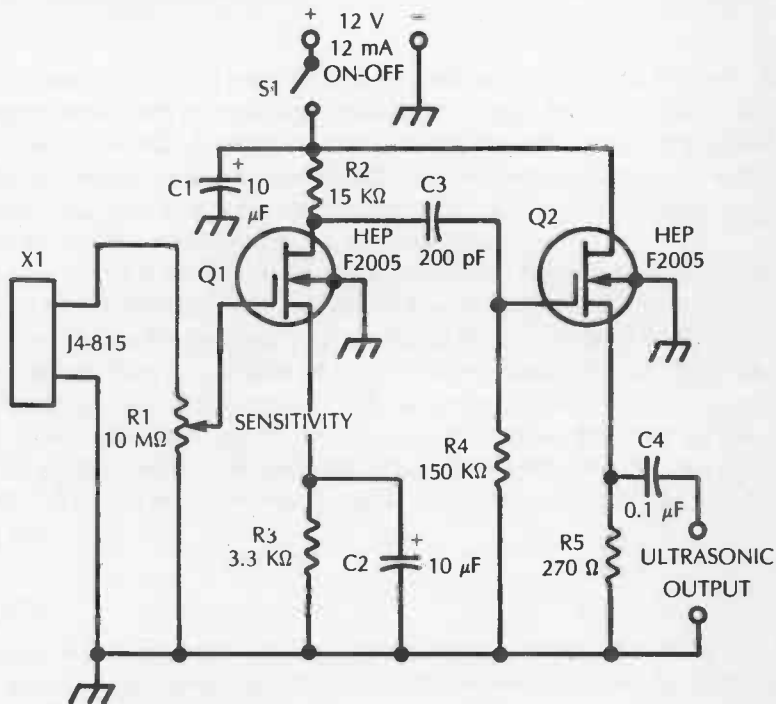 + 12 V −
12 mA
ON-OFF
S1
+
C1 10 µF
R2
15 KΩ
C3
200 pF
Q1
HEP
F2005
Q2
HEP
F2005
X1
J4-815
R1
10 MΩ
SENSITIVITY
R4
150 KΩ
R3
3.3 KΩ
+
C2 10 µF
C4
0.1 µF
R5
270 Ω
ULTRASONIC
OUTPUT